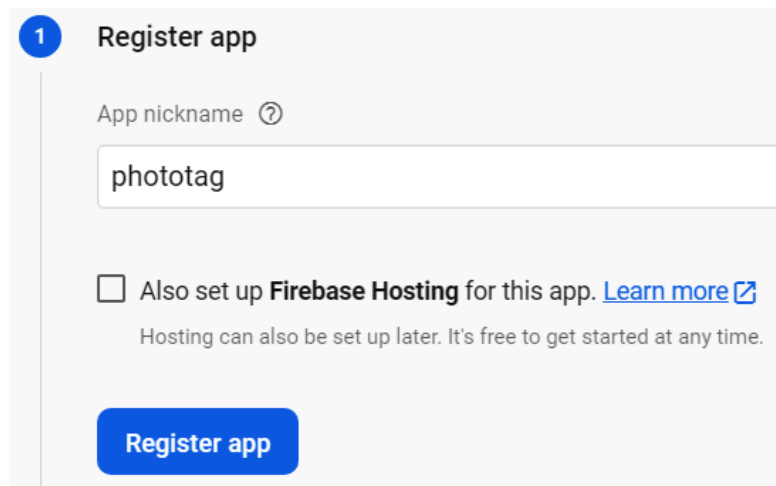 1
Register app
App nickname ?
phototag
Also set up Firebase Hosting for this app. Learn more
Hosting can also be set up later. It's free to get started at any time.
Register app